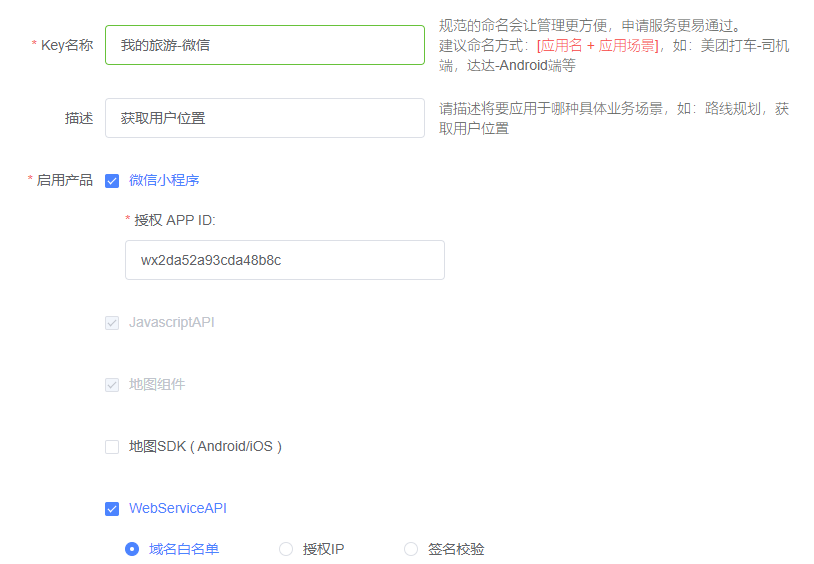 * Key名称
我的旅游-微信
规范的命名会让管理更方便，申请服务更易通过。
建议命名方式：[应用名 + 应用场景]，如：美团打车-司机
端，达达-Android端等
描述
获取用户位置
请描述将要应用于哪种具体业务场景，如：路线规划，获
取用户位置
* 启用产品
微信小程序
* 授权 APP ID:
wx2da52a93cda48b8c
JavascriptAPI
地图组件
地图SDK ( Android/iOS )
WebServiceAPI
域名白名单 授权IP 签名校验